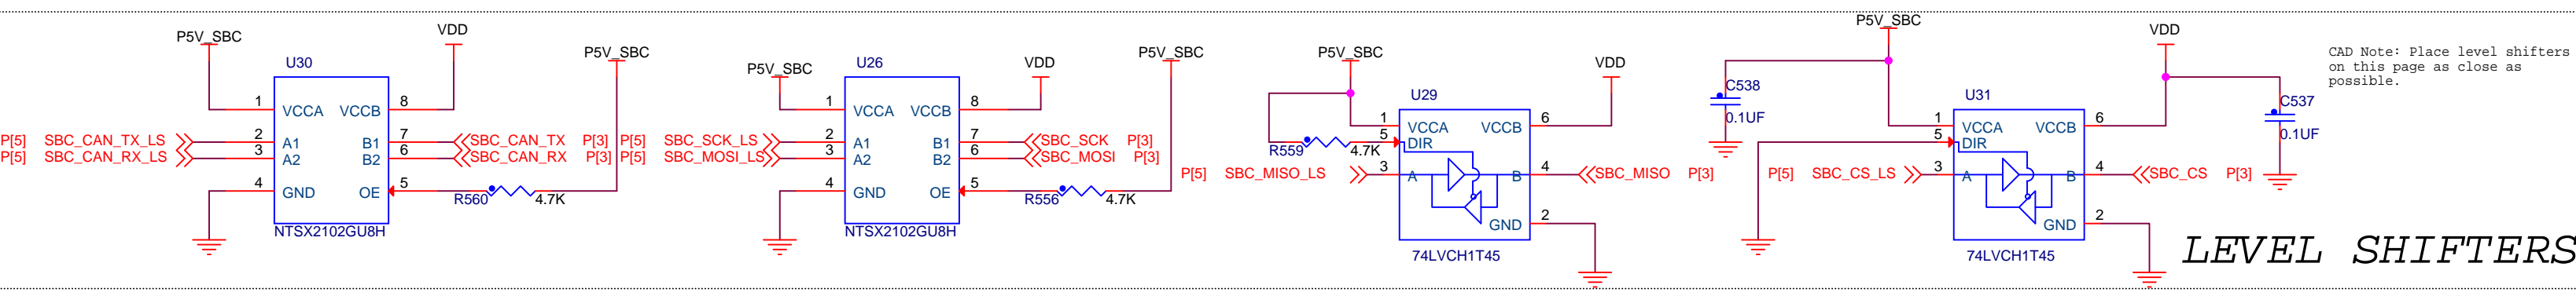 P5V_SBC
VDD
P5V_SBC
U30
1 VCCA VCCB 8
P[5] SBC_CAN_TX_LS 2 A1 B1 7 SBC_CAN_TX P[3]
P[5] SBC_CAN_RX_LS 3 A2 B2 6 SBC_CAN_RX P[3]
4 GND OE 5
R560 4.7K
NTSX2102GU8H
P5V_SBC
VDD
P5V_SBC
U26
1 VCCA VCCB 8
P[5] SBC_SCK_LS 2 A1 B1 7 SBC_SCK P[3]
P[5] SBC_MOSI_LS 3 A2 B2 6 SBC_MOSI P[3]
4 GND OE 5
R556 4.7K
NTSX2102GU8H
P5V_SBC
VDD
U29
1 VCCA VCCB 6
5 DIR
R559 4.7K
P[5] SBC_MISO_LS 3 A B 4 SBC_MISO P[3]
GND 2
74LVCH1T45
P5V_SBC
VDD
C538
0.1UF
U31
C537
0.1UF
1 VCCA VCCB 6
5 DIR
P[5] SBC_CS_LS 3 A B 4 SBC_CS P[3]
GND 2
74LVCH1T45
CAD Note: Place level shifters
on this page as close as
possible.
LEVEL SHIFTERS